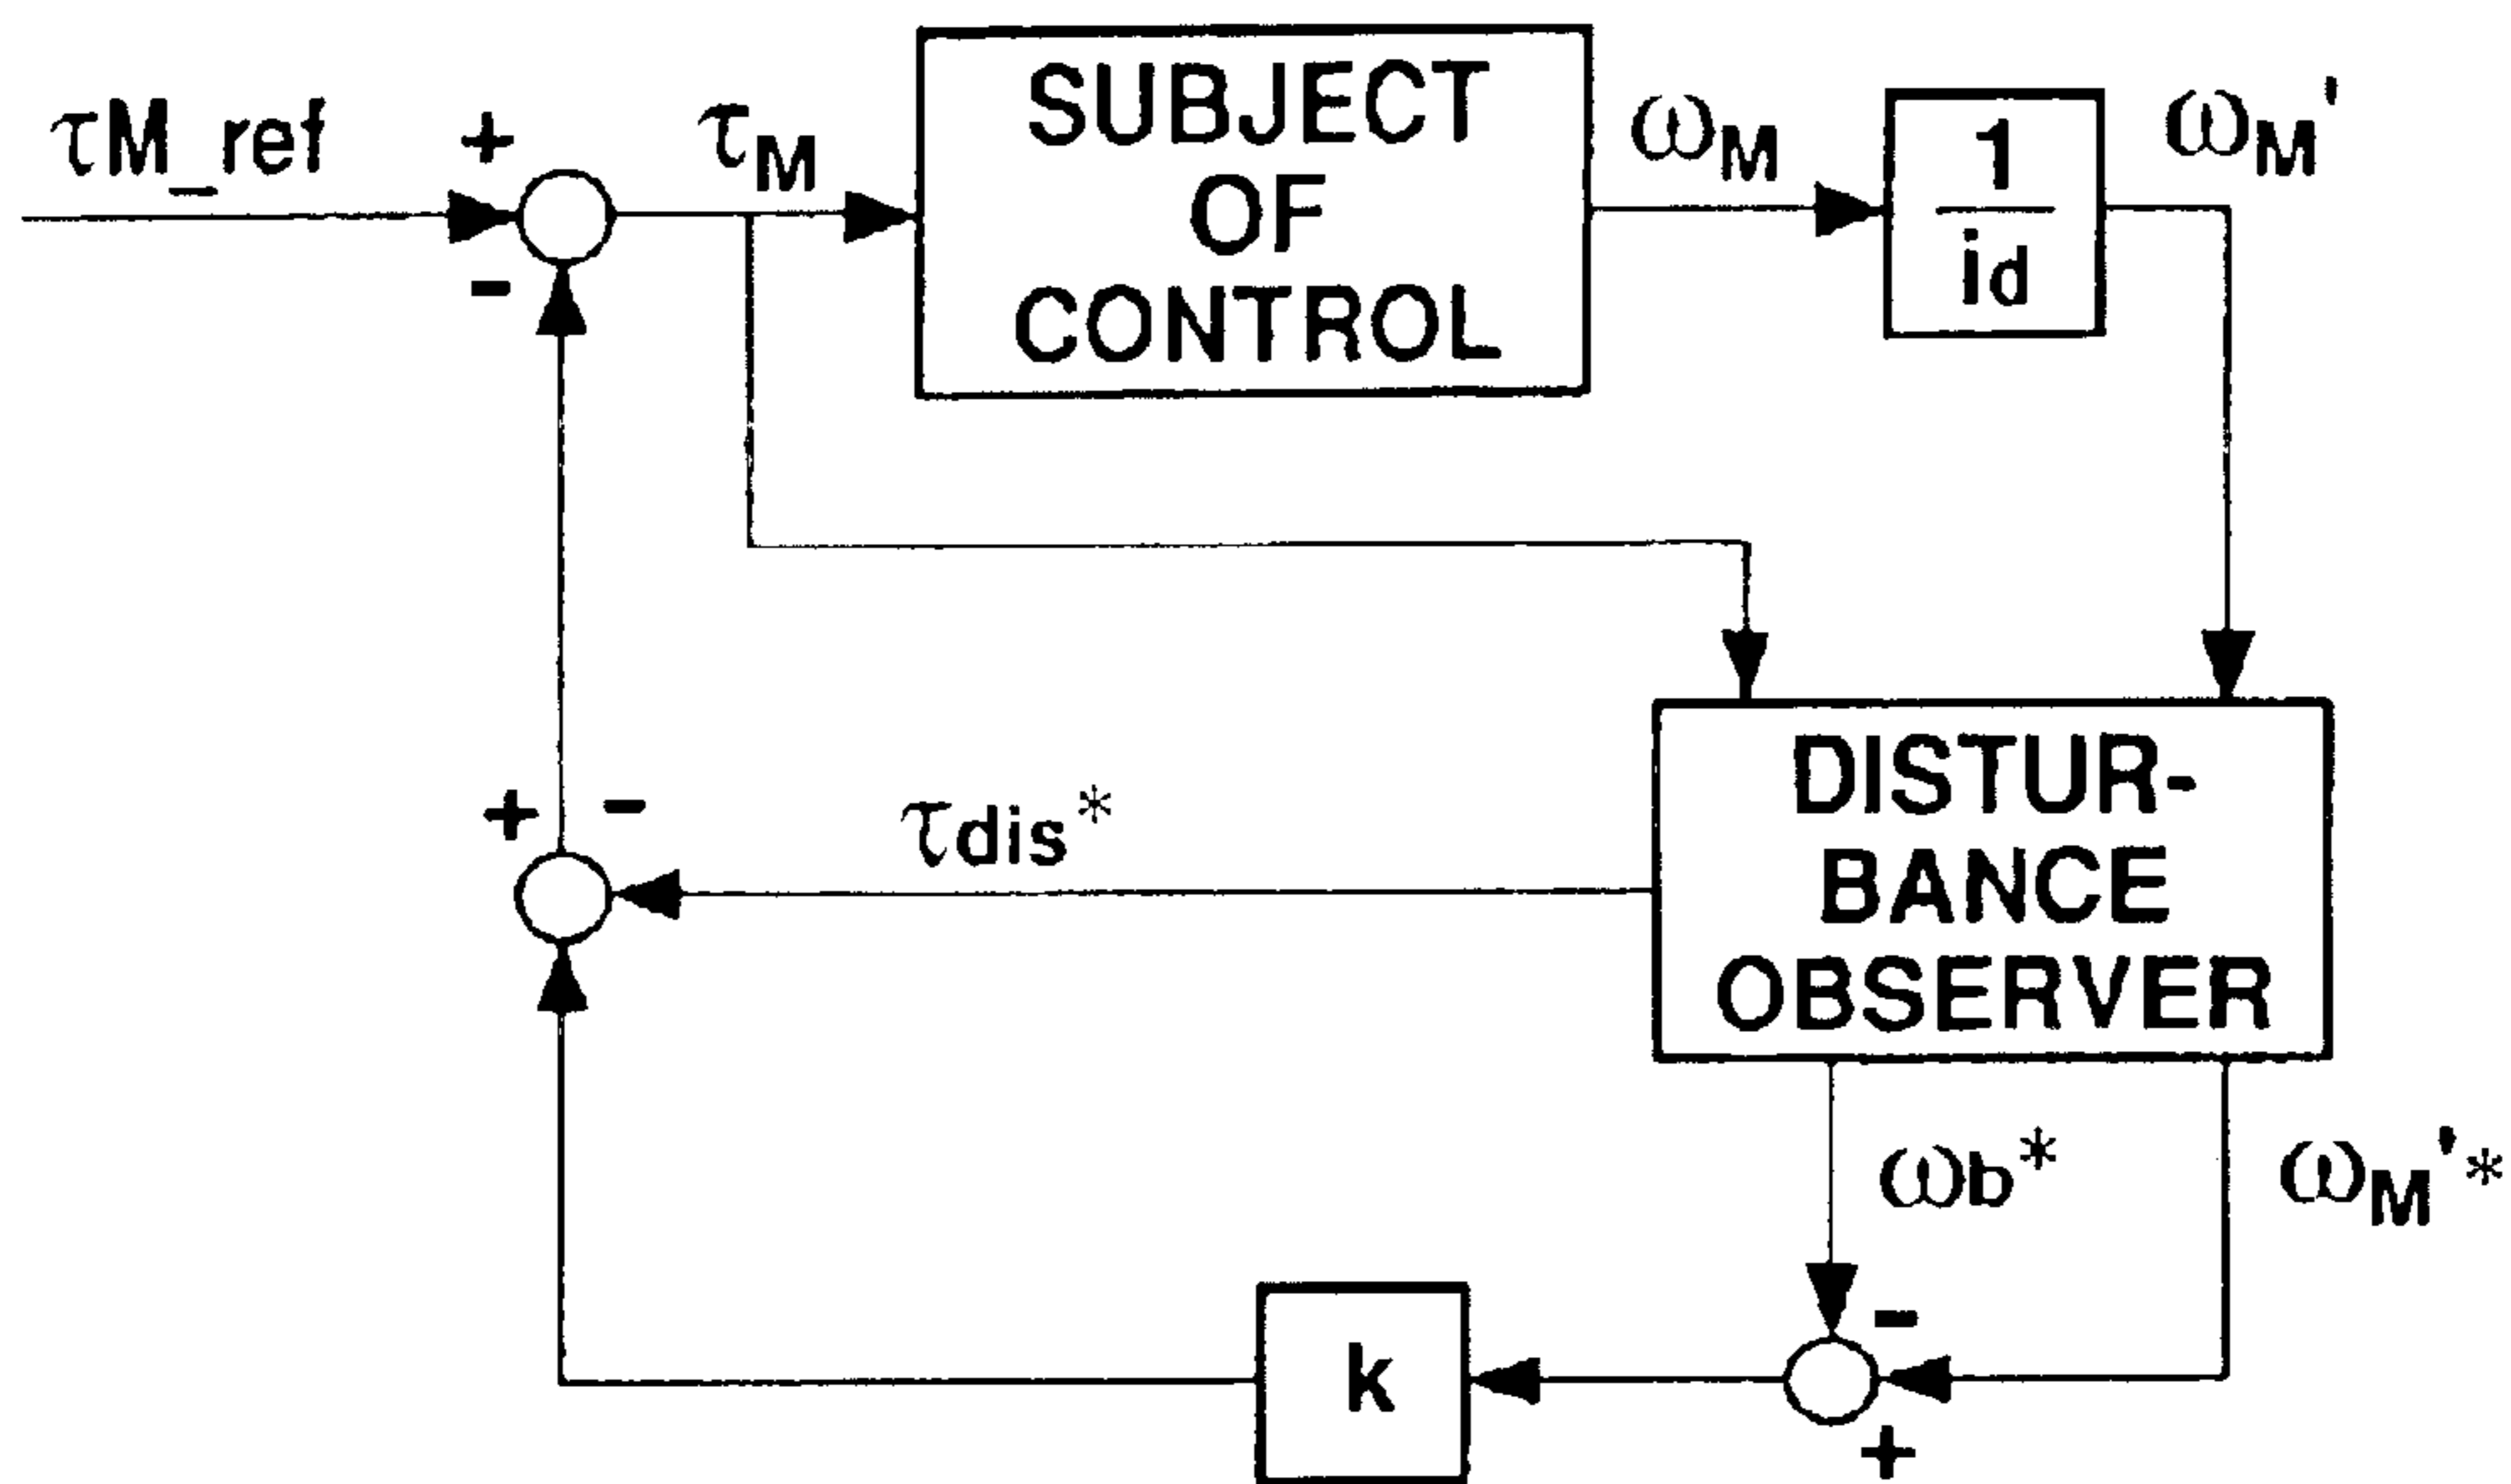 τM_ref
+
-
τM
SUBJECT
OF
CONTROL
ωM
1
id
ωM'
+
-
τdis*
DISTUR-
BANCE
OBSERVER
ωb*
ωM'*
-
+
k